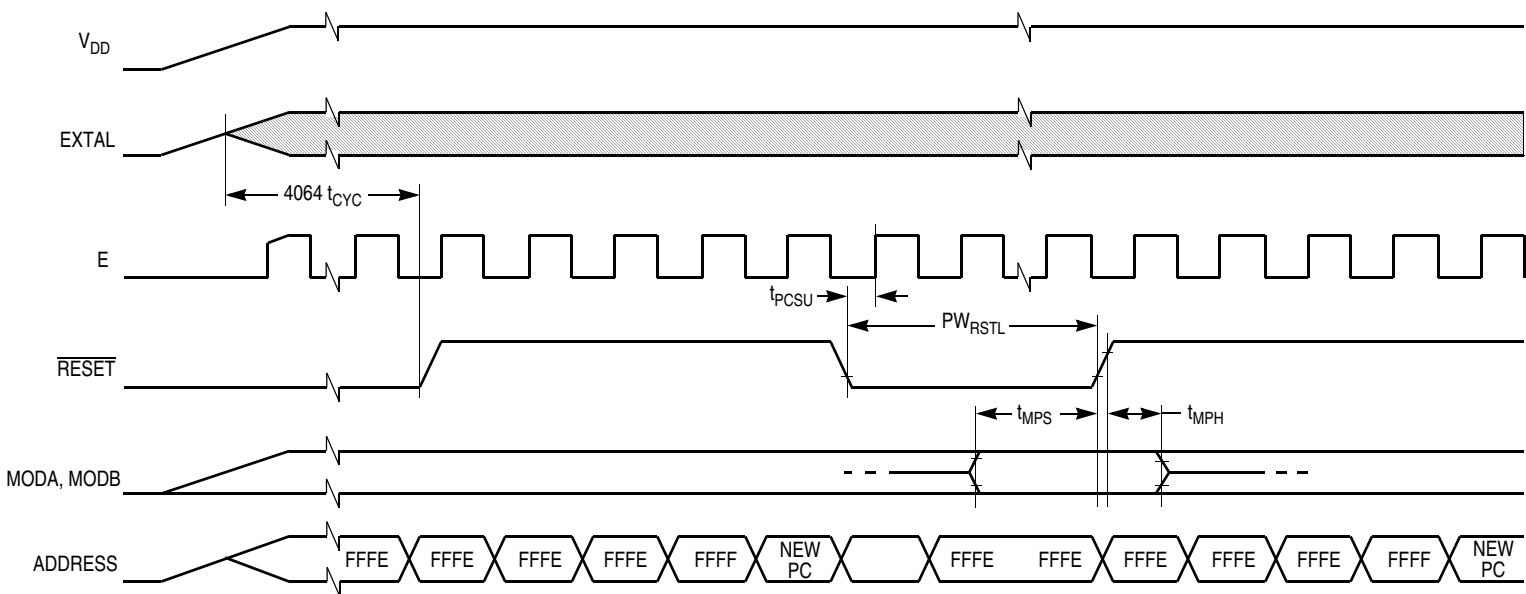 VDD
EXTAL
4064 tCYC
E
tPCSU
PWRSTL
RESET
tMPS
tMPH
MODA, MODB
ADDRESS
FFFE FFFE FFFE FFFE FFFF NEW PC FFFE FFFE FFFE FFFE FFFE FFFF NEW PC